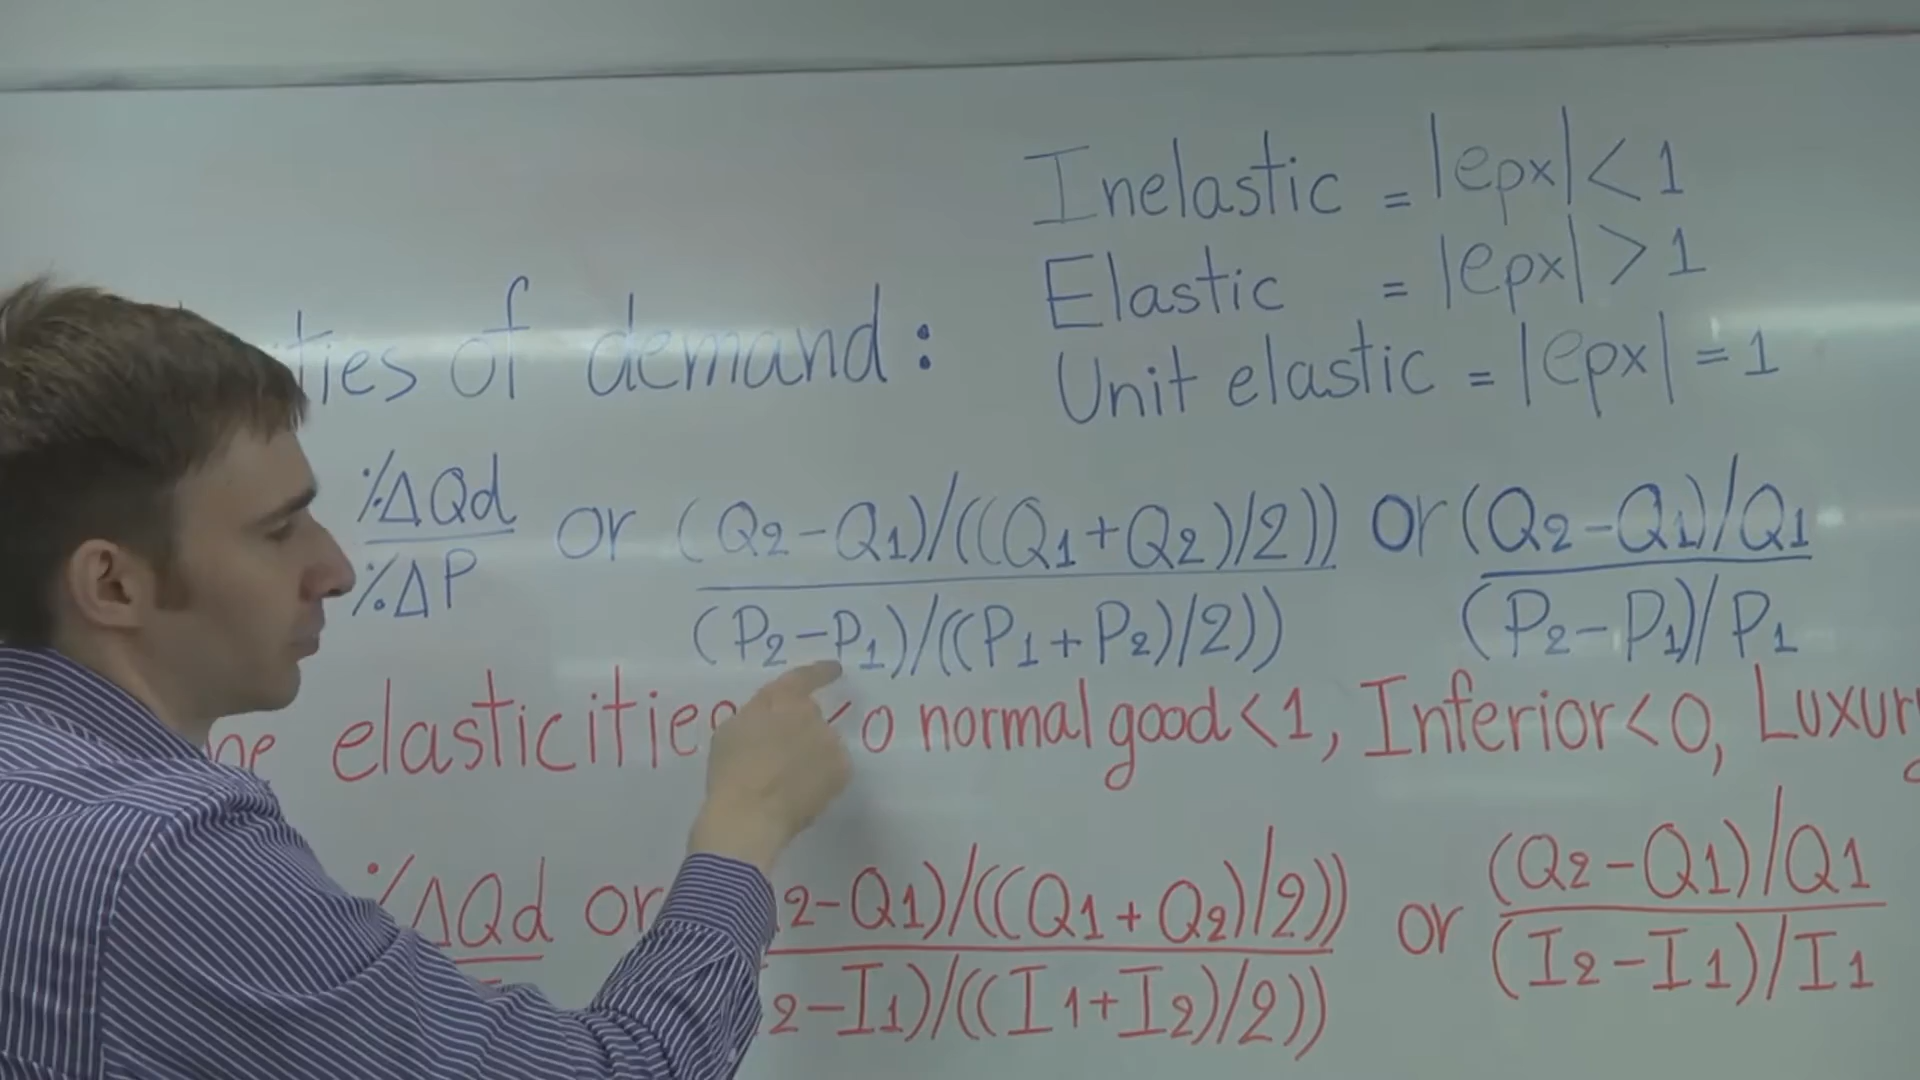 Inelastic = |epx| < 1
Elastic = |epx| > 1
ties of demand:
Unit elastic = |epx| = 1
%ΔQd or (Q2-Q1)/((Q1+Q2)/2)) or (Q2-Q1)/Q1
%ΔP (P2-P1)/((P1+P2)/2)) (P2-P1)/P1
elasticities <0 normal good<1, Inferior<0, Luxury
%ΔQd or 2-Q1)/((Q1+Q2)/2)) or (Q2-Q1)/Q1
2-I1)/((I1+I2)/2)) (I2-I1)/I1